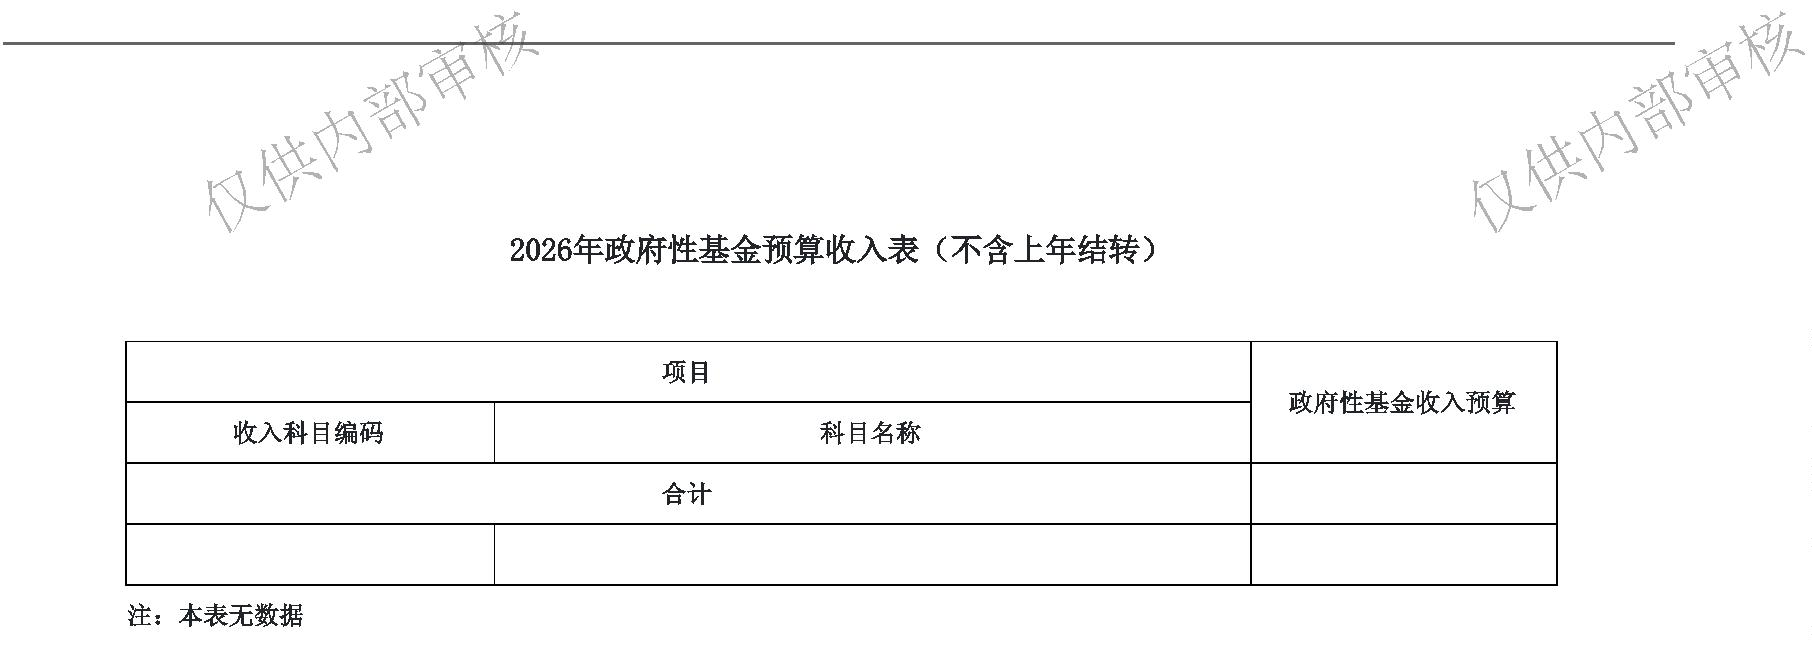 仅供内部审核
仅供内部审核
2026年政府性基金预算收入表（不含上年结转）
项目
政府性基金收入预算
收入科目编码 科目名称
合计
注：本表无数据